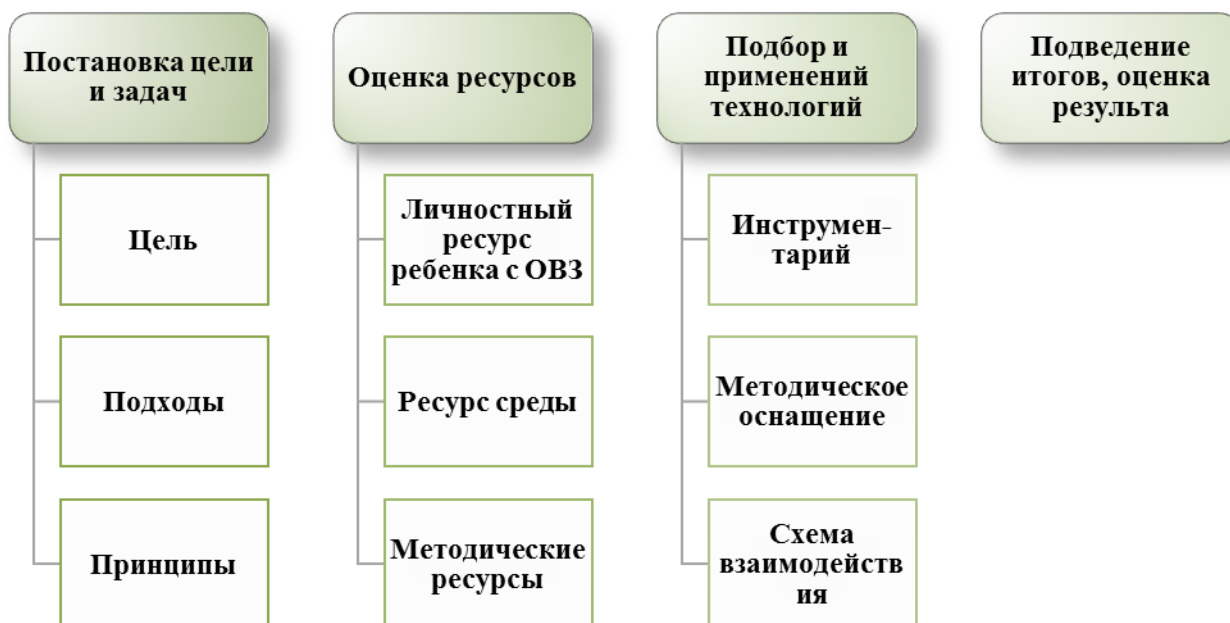 Постановка цели
и задач
Цель
Подходы
Принципы
Оценка ресурсов
Личностный
ресурс
ребенка с ОВЗ
Ресурс среды
Методические
ресурсы
Подбор и
применений
технологий
Инструмен-
тарий
Методическое
оснащение
Схема
взаимодейств
ия
Подведение
итогов, оценка
результа